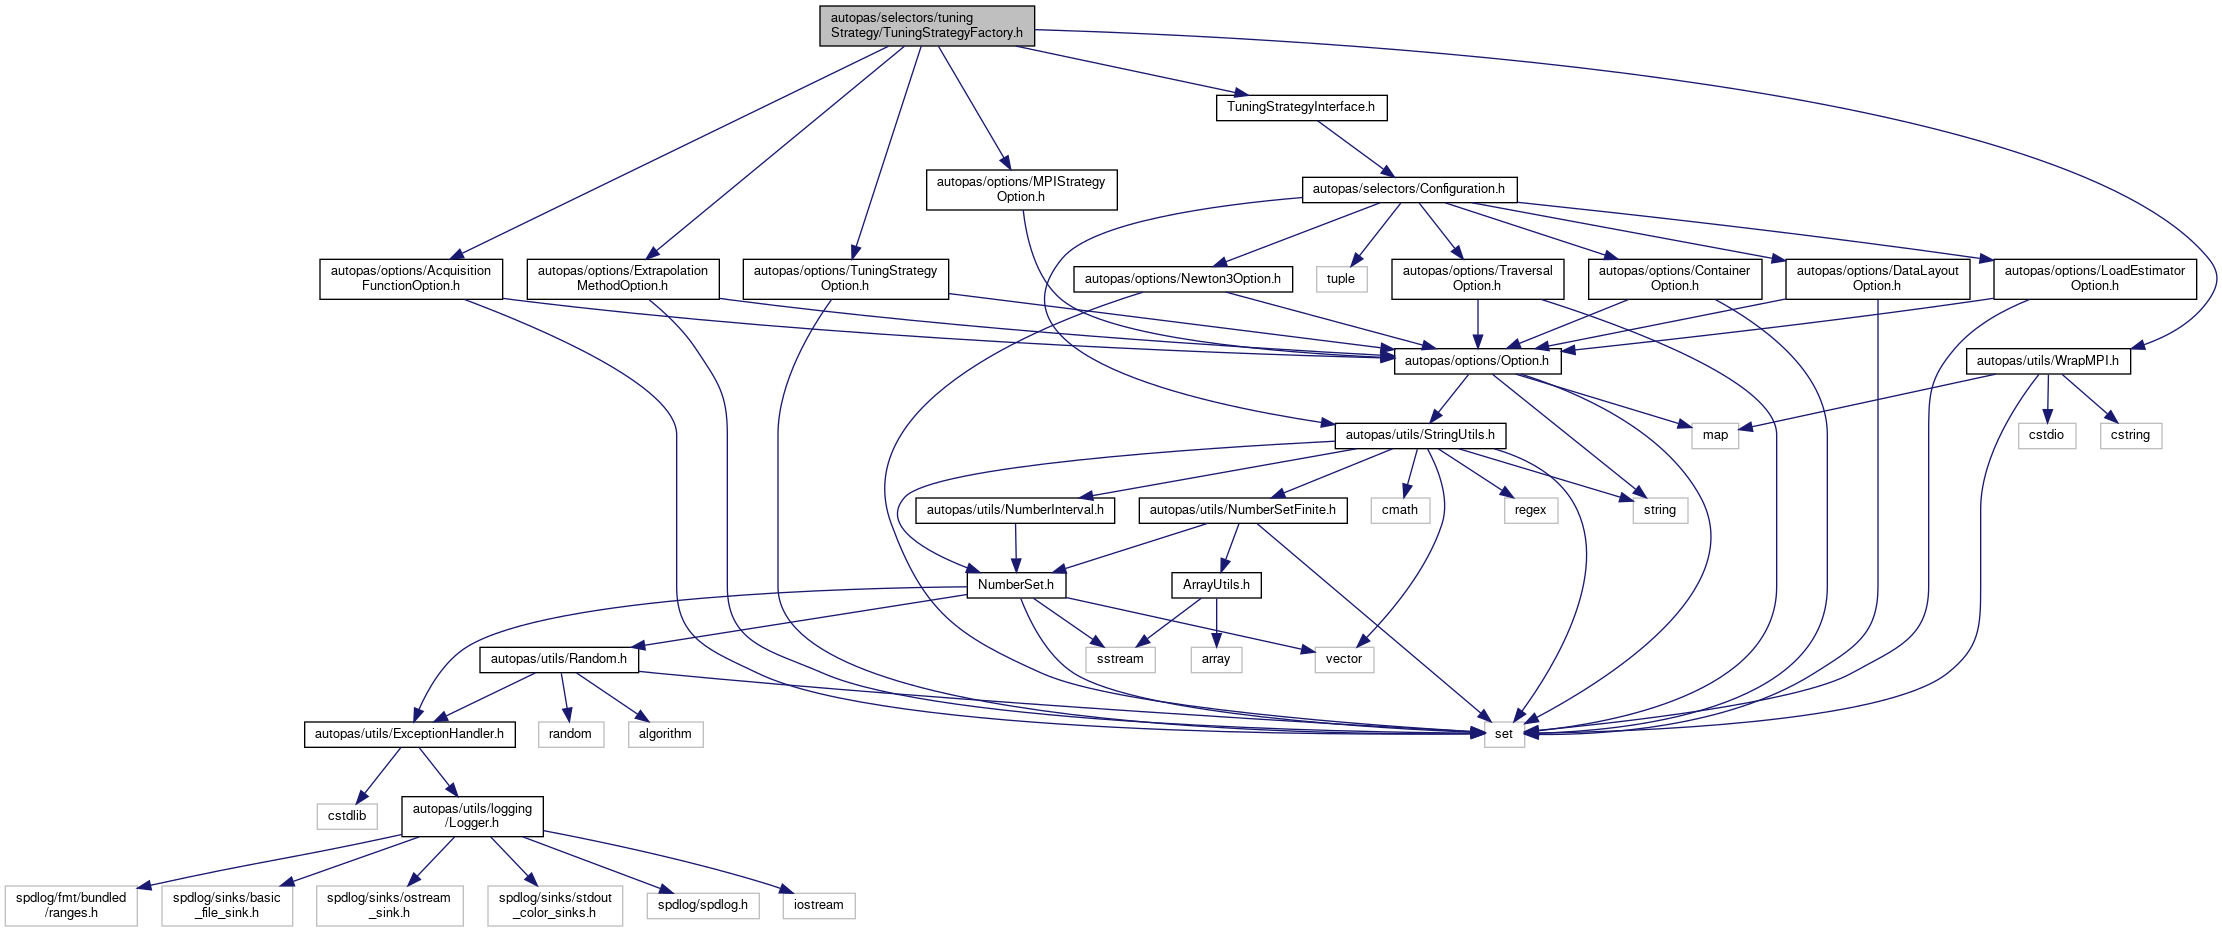 autopas/selectors/tuning
Strategy/TuningStrategyFactory.h
TuningStrategyInterface.h
autopas/options/MPIStrategy
Option.h
autopas/selectors/Configuration.h
autopas/options/Acquisition
FunctionOption.h
autopas/options/Extrapolation
MethodOption.h
autopas/options/TuningStrategy
Option.h
autopas/options/Newton3Option.h
tuple
autopas/options/Traversal
Option.h
autopas/options/Container
Option.h
autopas/options/DataLayout
Option.h
autopas/options/LoadEstimator
Option.h
autopas/options/Option.h
autopas/utils/WrapMPI.h
autopas/utils/StringUtils.h
map
cstdio
cstring
autopas/utils/NumberInterval.h
autopas/utils/NumberSetFinite.h
cmath
regex
string
NumberSet.h
ArrayUtils.h
autopas/utils/Random.h
sstream
array
vector
autopas/utils/ExceptionHandler.h
random
algorithm
set
cstdlib
autopas/utils/logging
/Logger.h
spdlog/fmt/bundled
/ranges.h
spdlog/sinks/basic
_file_sink.h
spdlog/sinks/ostream
_sink.h
spdlog/sinks/stdout
_color_sinks.h
spdlog/spdlog.h
iostream